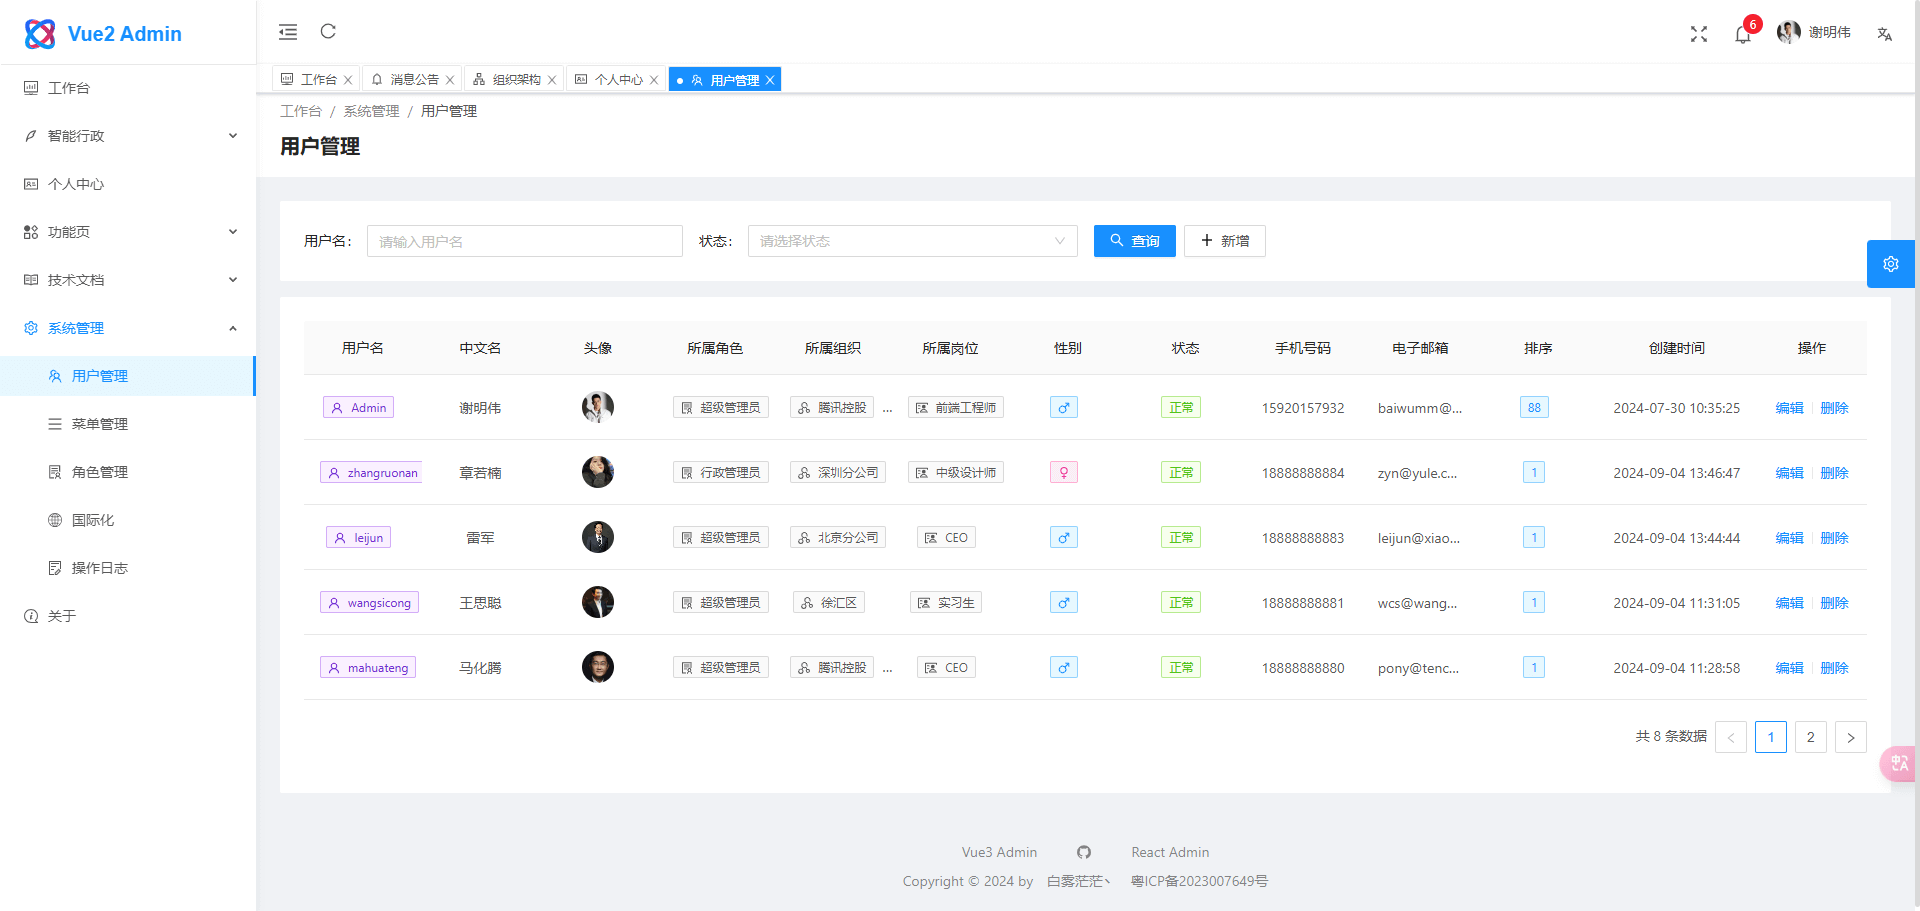 Vue2 Admin
6
谢明伟
工作台
消息公告
组织架构
个人中心
用户管理
工作台 / 系统管理 / 用户管理
用户管理
工作台
智能行政
个人中心
功能页
技术文档
系统管理
用户管理
菜单管理
角色管理
国际化
操作日志
关于
用户名: 请输入用户名 状态: 请选择状态 查询 新增
用户名 中文名 头像 所属角色 所属组织 所属岗位 性别 状态 手机号码 电子邮箱 排序 创建时间 操作
Admin 谢明伟 超级管理员 腾讯控股 ... 前端工程师 正常 15920157932 baiwumm@... 88 2024-07-30 10:35:25 编辑 删除
zhangruonan 章若楠 行政管理员 深圳分公司 中级设计师 正常 18888888884 zyn@yule.c... 1 2024-09-04 13:46:47 编辑 删除
leijun 雷军 超级管理员 北京分公司 CEO 正常 18888888883 leijun@xiao... 1 2024-09-04 13:44:44 编辑 删除
wangsicong 王思聪 超级管理员 徐汇区 实习生 正常 18888888881 wcs@wang... 1 2024-09-04 11:31:05 编辑 删除
mahuateng 马化腾 超级管理员 腾讯控股 ... CEO 正常 18888888880 pony@tenc... 1 2024-09-04 11:28:58 编辑 删除
共 8 条数据 < 1 2 >
Vue3 Admin React Admin
Copyright © 2024 by 白雾茫茫丶 粤ICP备2023007649号